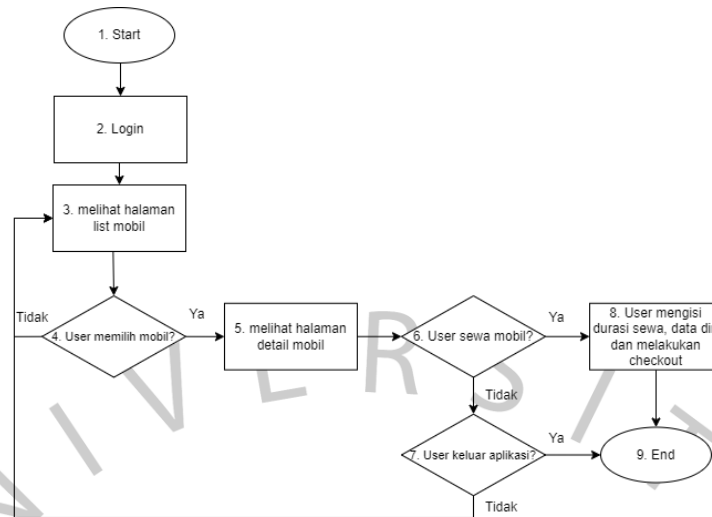 1. Start
2. Login
3. melihat halaman
list mobil
Tidak
4. User memilih mobil?
Ya
5. melihat halaman
detail mobil
6. User sewa mobil?
Ya
8. User mengisi
durasi sewa, data
dan melakukan
checkout
Tidak
7. User keluar aplikasi?
Ya
9. End
Tidak